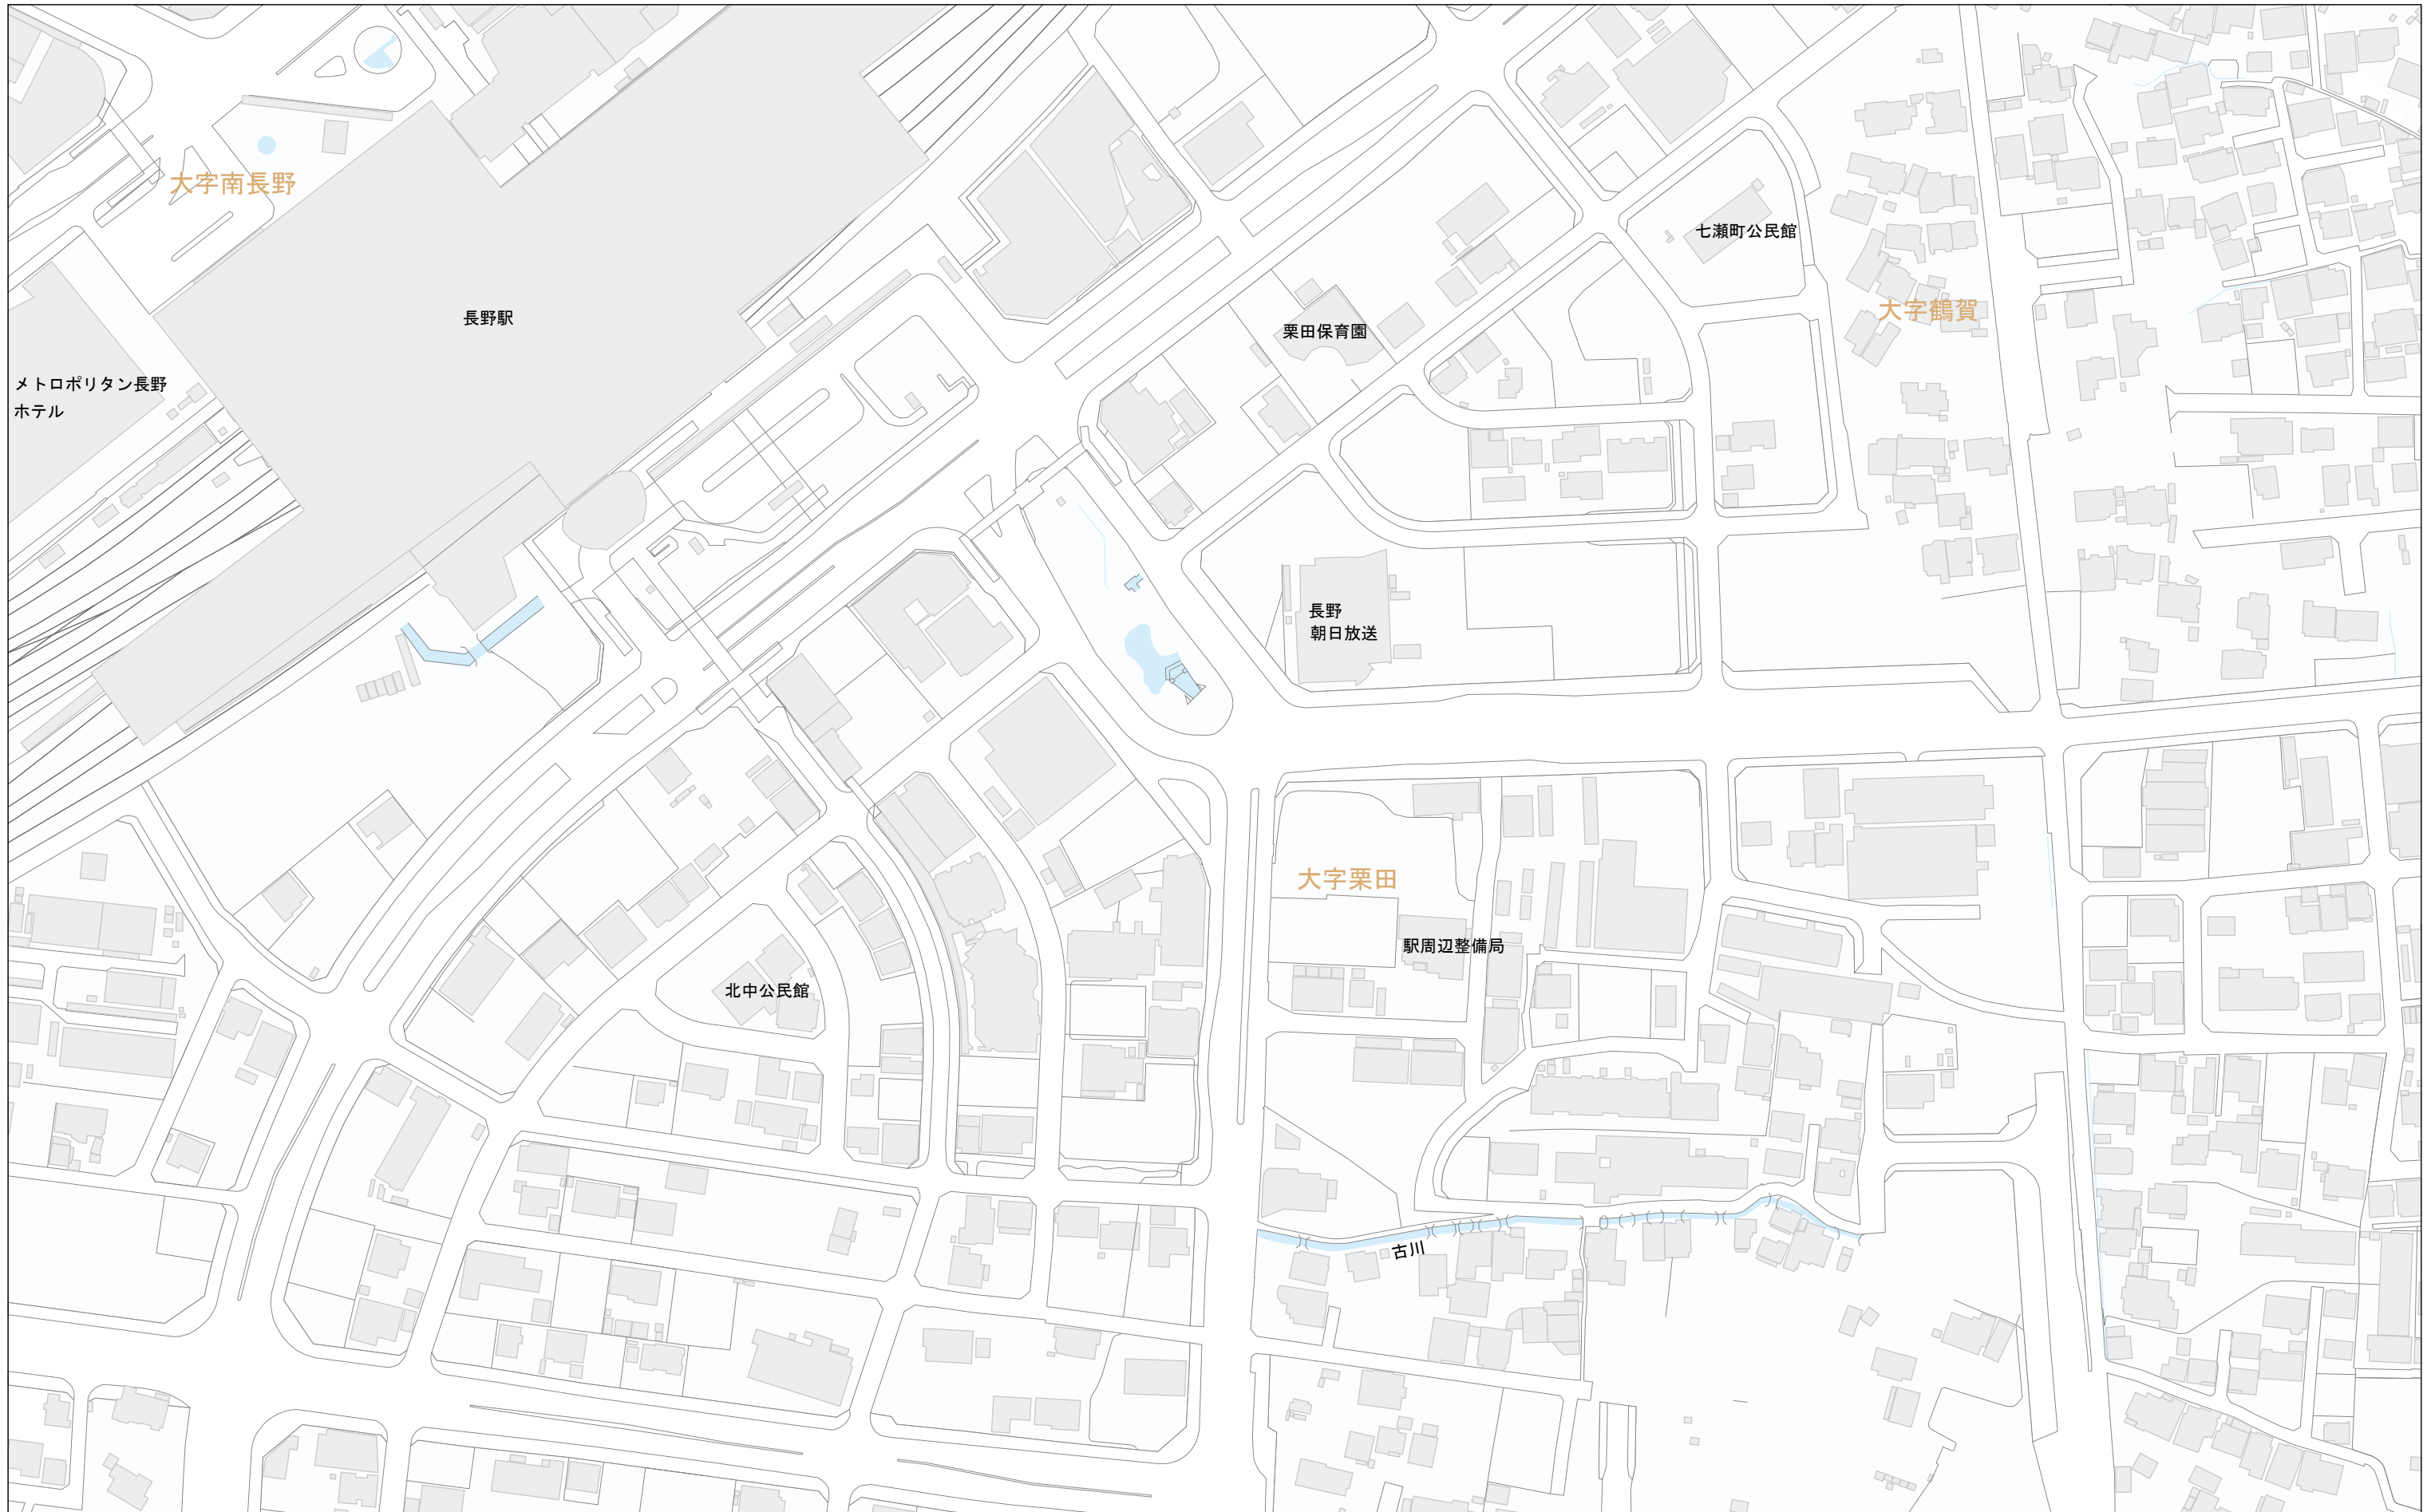 大字南長野
七瀬町公民館
大字鶴賀
長野駅
栗田保育園
メトロポリタン長野
ホテル
長野
朝日放送
大字栗田
駅周辺整備局
北中公民館
古川